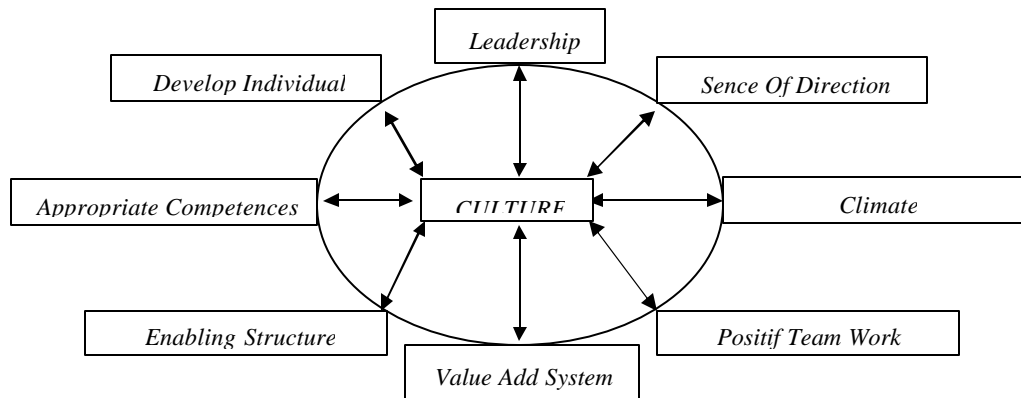 Leadership
Develop Individual
Sence Of Direction
Appropriate Competences
CULTURE
Climate
Enabling Structure
Positif Team Work
Value Add System